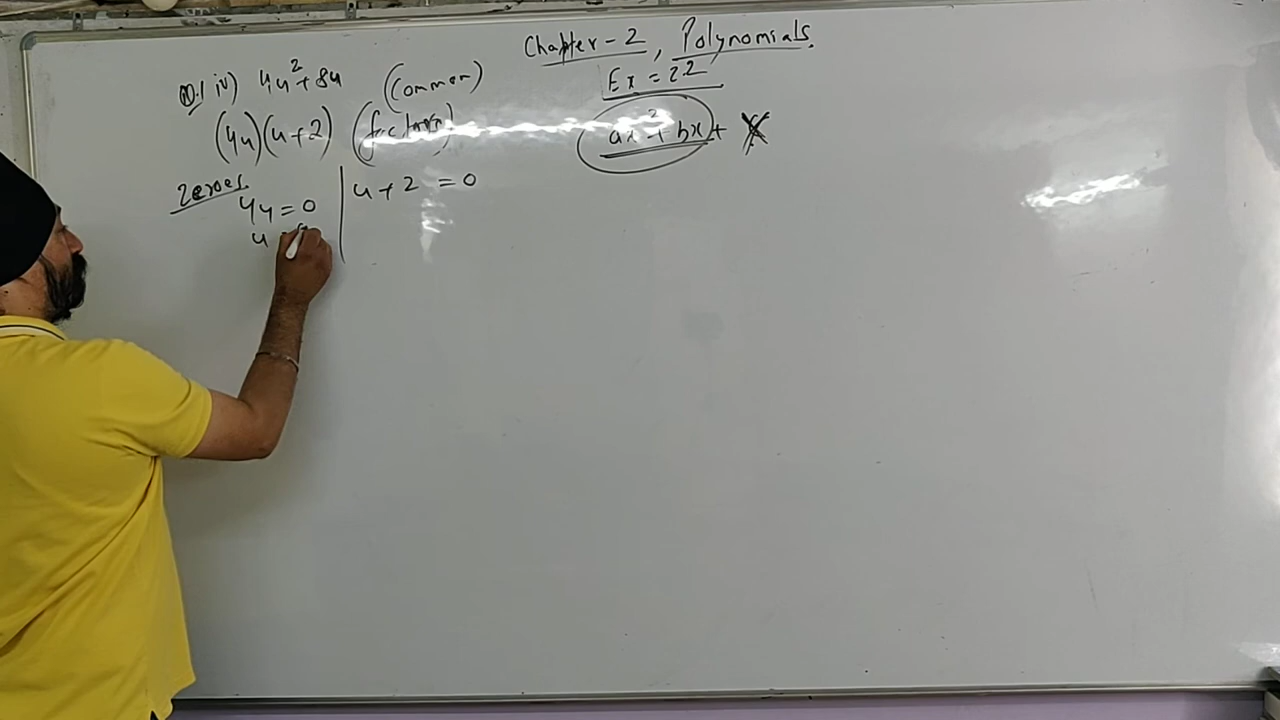 Chapter-2, Polynomials.
Ex = 2.2
Q.1 iv) 4u²+8u (Common)
(4u)(u+2) (factors)
ax²+bx+
Zeroes
4u=0 | u+2 =0
u =